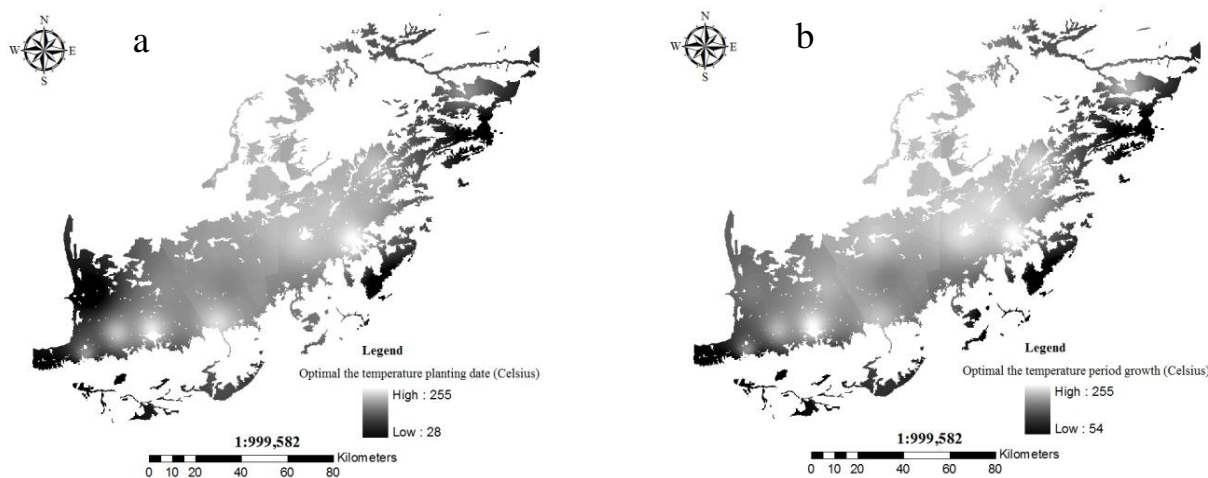 a
N
W E
S
Legend
Optimal the temperature planting date (Celsius)
High : 255
Low : 28
1:999,582
Kilometers
0 10 20 40 60 80
b
N
W E
S
Legend
Optimal the temperature period growth (Celsius)
High : 255
Low : 54
1:999,582
Kilometers
0 10 20 40 60 80